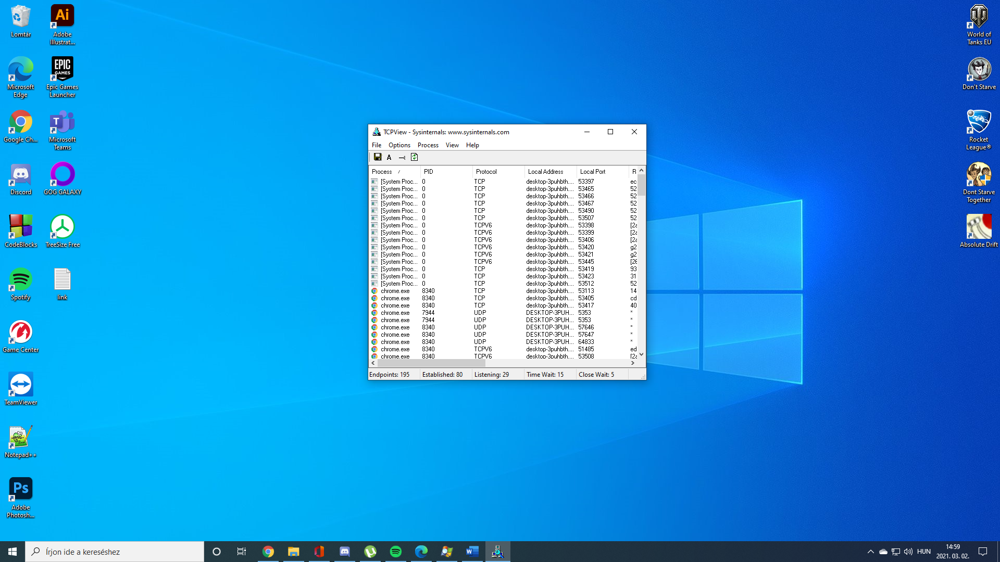 Lomtár
Ai
Adobe
Illustrat...
Microsoft
Edge
EPIC
GAMES
Epic Games
Launcher
Google Ch...
T
Microsoft
Teams
Discord
GOG GALAXY
CodeBlocks
TreeSize Free
Spotify
link
Game Center
TeamViewer
Notepad++
Ps
Adobe
Photosh...
World of
Tanks EU
Don't Starve
Rocket
League®
Dont Starve
Together
Absolute Drift
TCPView - Sysinternals: www.sysinternals.com
File Options Process View Help
A
Process / PID Protocol Local Address Local Port R
[System Proc... 0 TCP desktop-3puhbth.... 53397 ec
[System Proc... 0 TCP desktop-3puhbth.... 53465 52
[System Proc... 0 TCP desktop-3puhbth.... 53466 52
[System Proc... 0 TCP desktop-3puhbth.... 53467 52
[System Proc... 0 TCP desktop-3puhbth.... 53490 52
[System Proc... 0 TCP desktop-3puhbth.... 53507 52
[System Proc... 0 TCPV6 desktop-3puhbth.... 53398 [2a
[System Proc... 0 TCPV6 desktop-3puhbth.... 53399 [2a
[System Proc... 0 TCPV6 desktop-3puhbth.... 53406 [2a
[System Proc... 0 TCPV6 desktop-3puhbth.... 53420 g2
[System Proc... 0 TCPV6 desktop-3puhbth.... 53421 g2
[System Proc... 0 TCPV6 desktop-3puhbth.... 53445 [26
[System Proc... 0 TCP desktop-3puhbth.... 53419 93
[System Proc... 0 TCP desktop-3puhbth.... 53423 31
[System Proc... 0 TCP desktop-3puhbth.... 53512 52
chrome.exe 8340 TCP desktop-3puhbth.... 53113 14
chrome.exe 8340 TCP desktop-3puhbth.... 53405 cd
chrome.exe 8340 TCP desktop-3puhbth.... 53417 40
chrome.exe 7944 UDP DESKTOP-3PUH... 5353 *
chrome.exe 7944 UDP DESKTOP-3PUH... 5353 *
chrome.exe 8340 UDP DESKTOP-3PUH... 57646 *
chrome.exe 8340 UDP DESKTOP-3PUH... 57647 *
chrome.exe 8340 UDP DESKTOP-3PUH... 64833 *
chrome.exe 8340 TCPV6 desktop-3puhbth.... 51485 ed
chrome.exe 8340 TCPV6 desktop-3puhbth.... 53508 [2a
Endpoints: 195 Established: 80 Listening: 29 Time Wait: 15 Close Wait: 5
Írjon ide a kereséshez
HUN
14:59
2021. 03. 02.